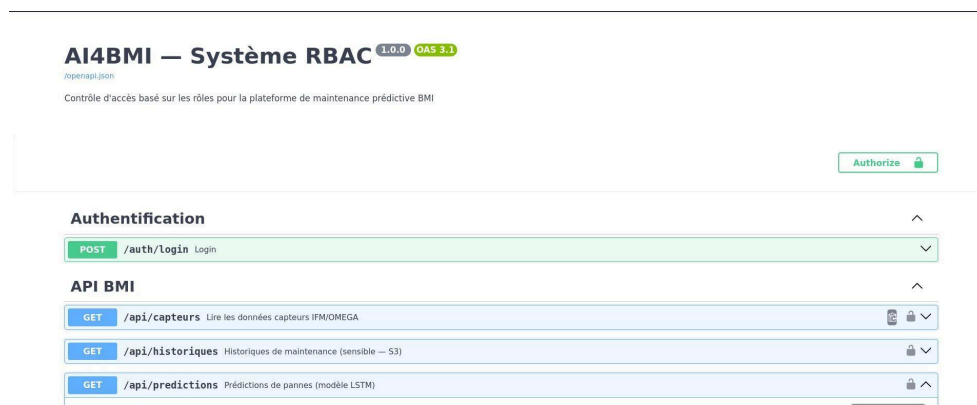 AI4BMI — Système RBAC 1.0.0 OAS 3.1
/openapi.json
Contrôle d'accès basé sur les rôles pour la plateforme de maintenance prédictive BMI
Authorize
Authentification
POST /auth/login Login
API BMI
GET /api/capteurs Lire les données capteurs IFM/OMEGA
GET /api/historiques Historiques de maintenance (sensible — S3)
GET /api/predictions Prédictions de pannes (modèle LSTM)